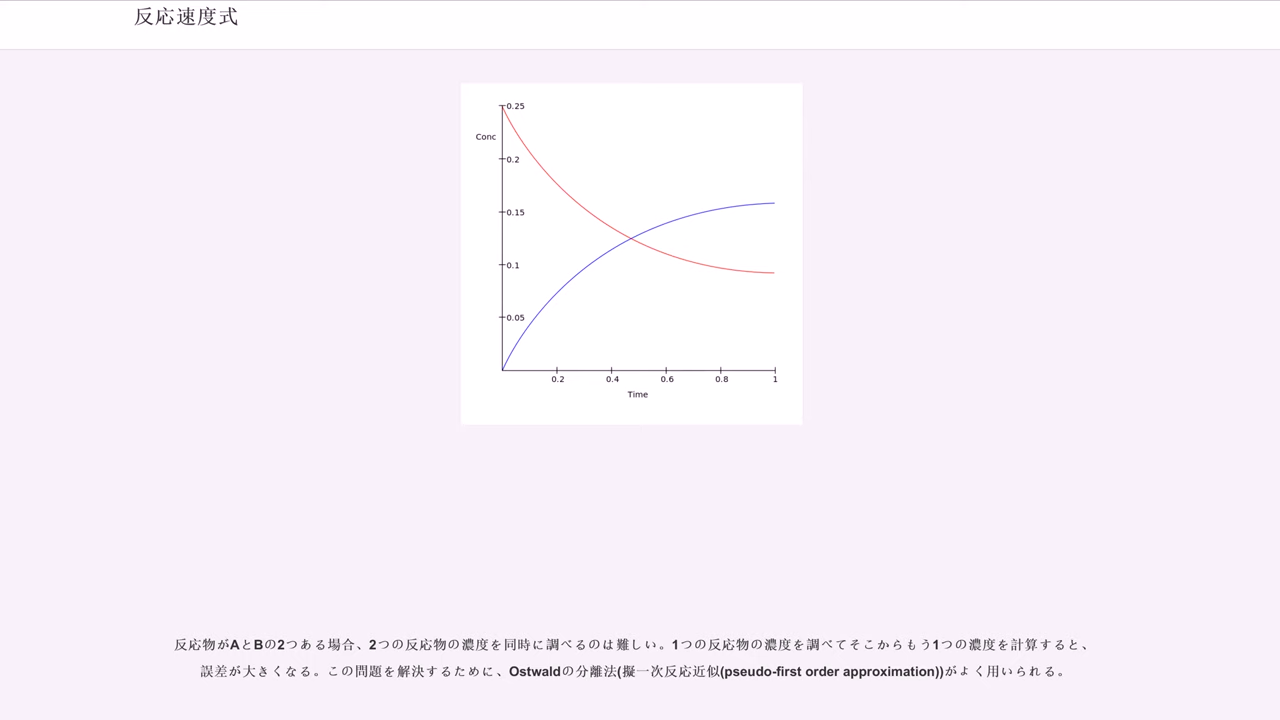 反応速度式
0.25
Conc
0.2
0.15
0.1
0.05
0.2 0.4 0.6 0.8 1
Time
反応物がAとBの2つある場合、2つの反応物の濃度を同時に調べるのは難しい。1つの反応物の濃度を調べてそこからもう1つの濃度を計算すると、
誤差が大きくなる。この問題を解決するために、Ostwaldの分離法(擬一次反応近似(pseudo-first order approximation))がよく用いられる。